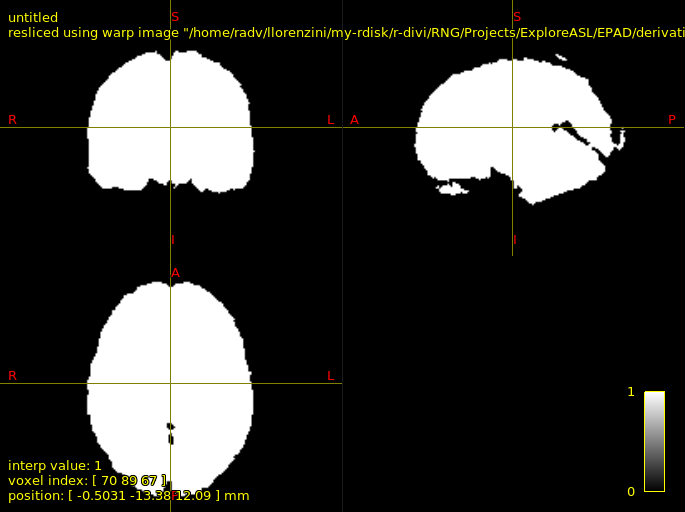 untitled
resliced using warp image "/home/radv/llorenzini/my-rdisk/r-divi/RNG/Projects/ExploreASL/EPAD/derivati
S
S
R
L
A
P
I
I
A
R
L
1
0
interp value: 1
voxel index: [ 70 89 67 ]
position: [ -0.5031 -13.38 12.09 ] mm